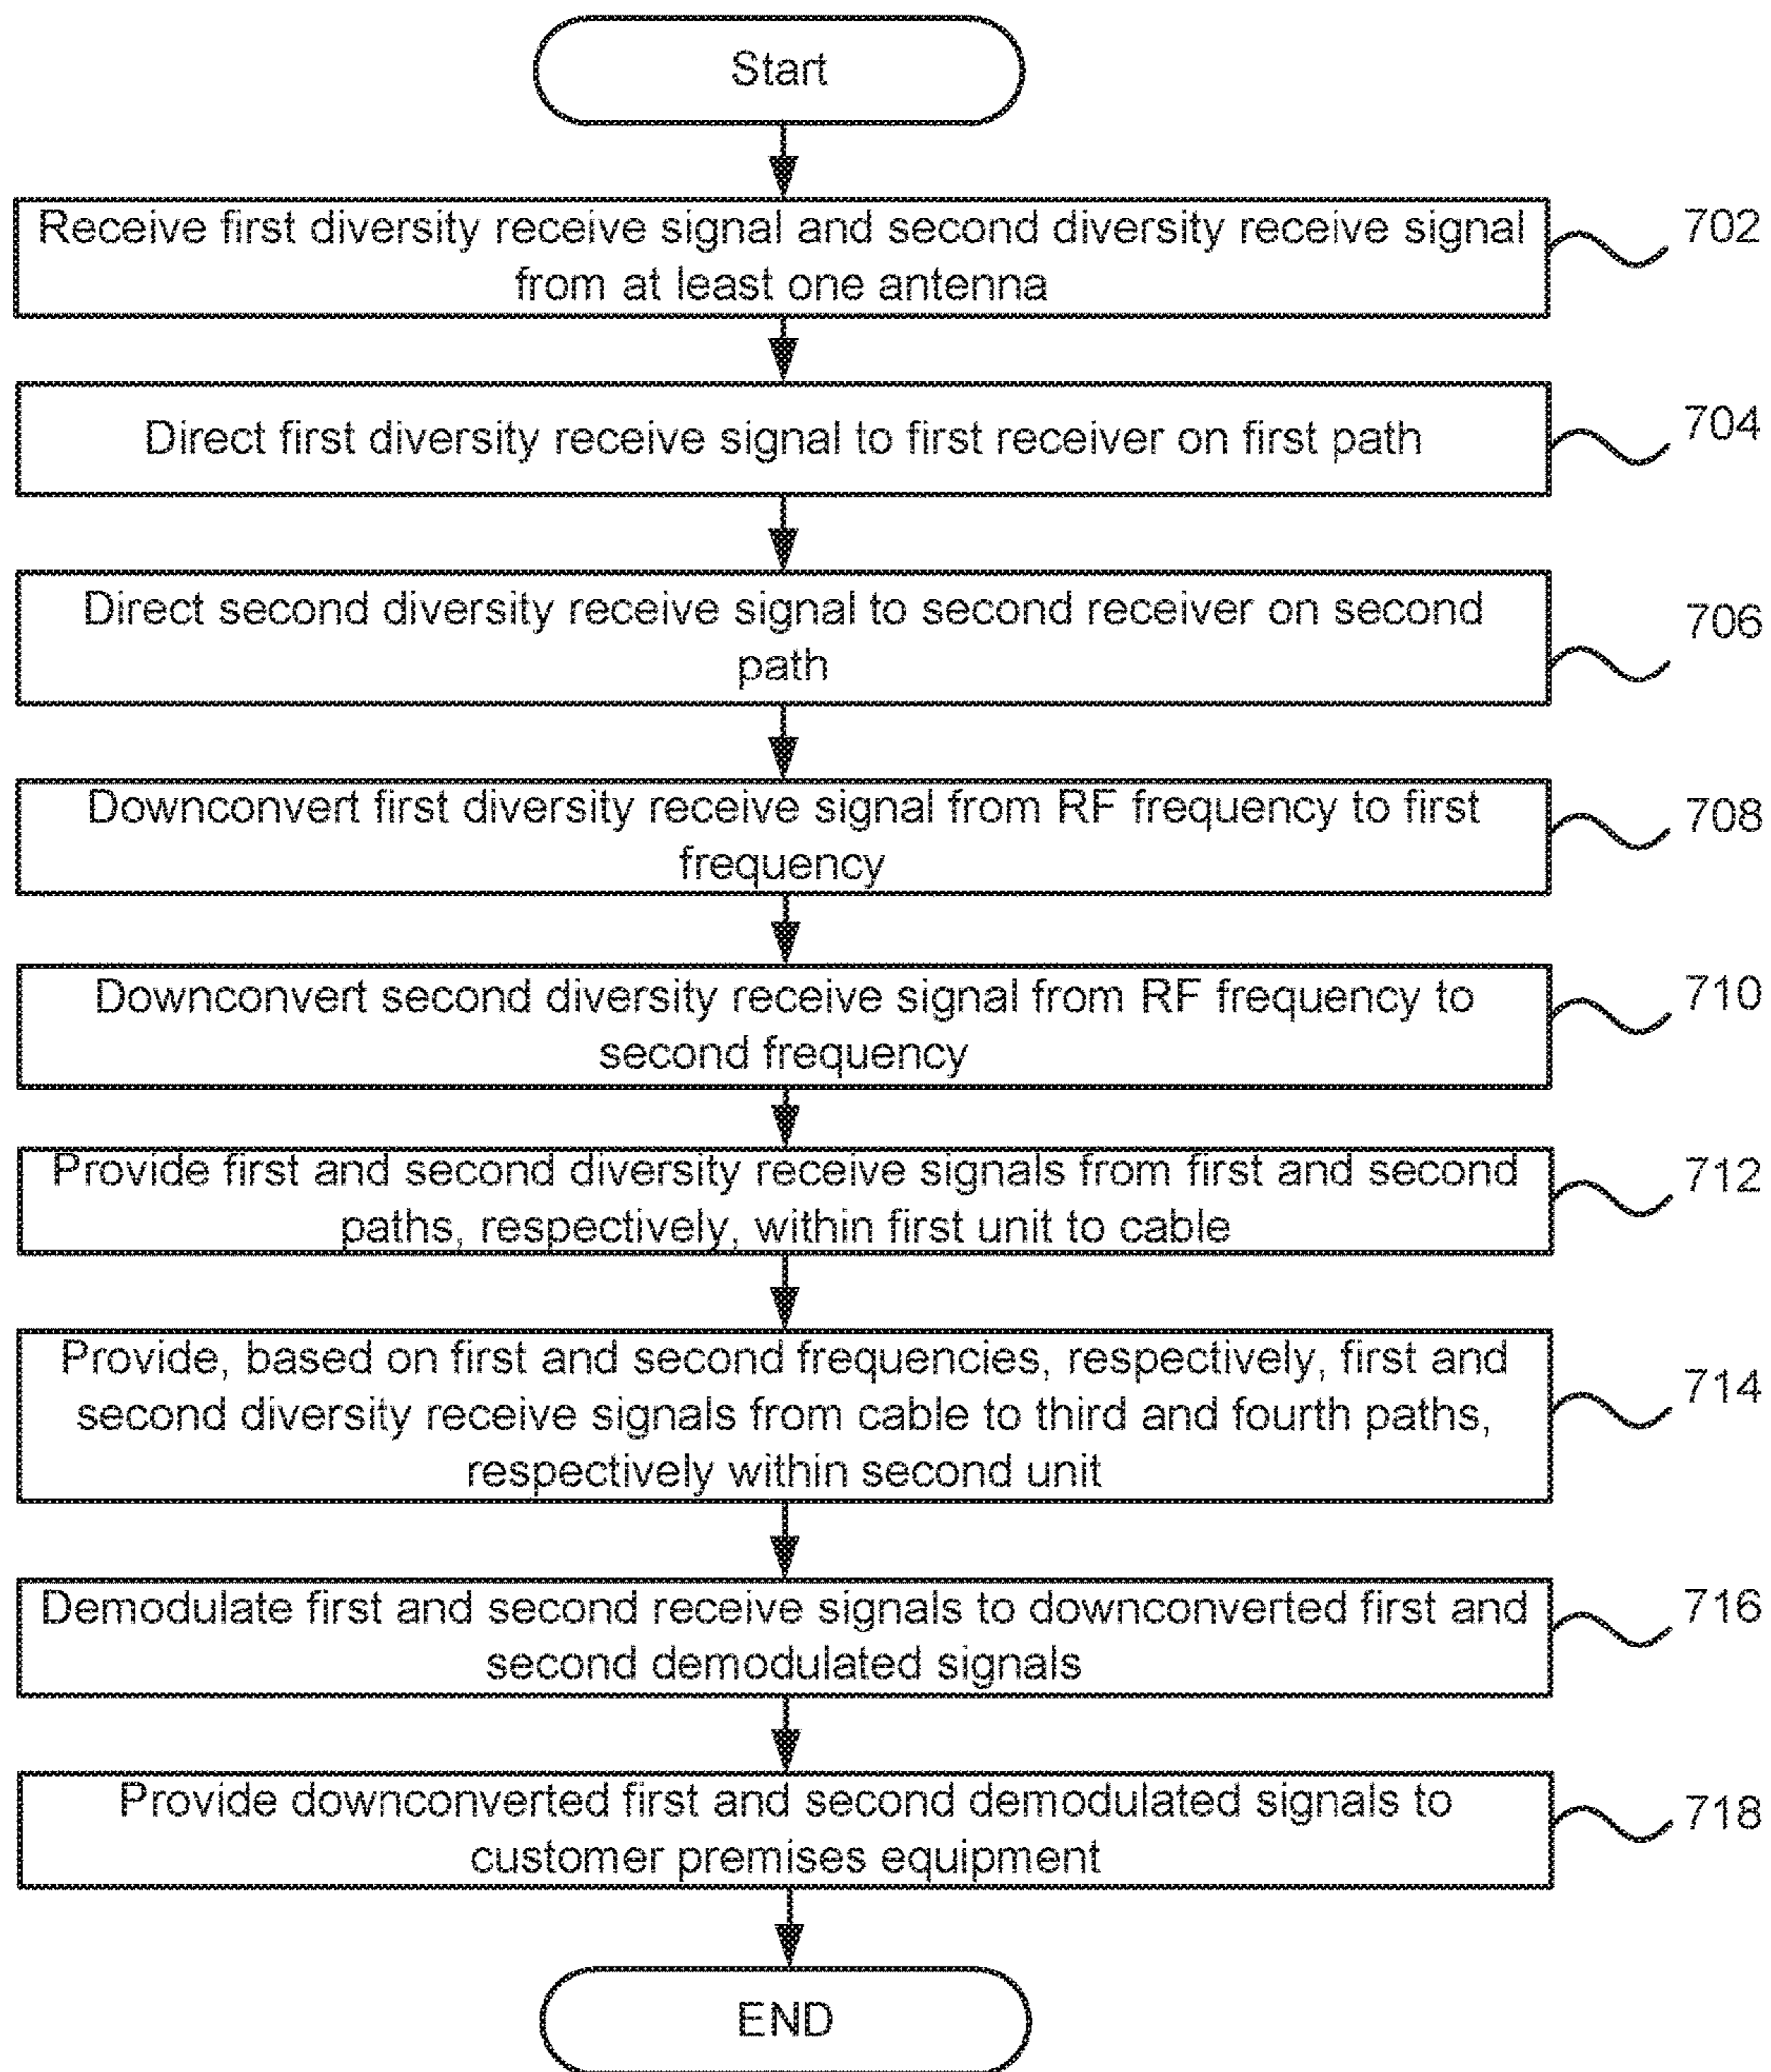 Start
Receive first diversity receive signal and second diversity receive signal
from at least one antenna
702
Direct first diversity receive signal to first receiver on first path
704
Direct second diversity receive signal to second receiver on second
path
706
Downconvert first diversity receive signal from RF frequency to first
frequency
708
Downconvert second diversity receive signal from RF frequency to
second frequency
710
Provide first and second diversity receive signals from first and second
paths, respectively, within first unit to cable
712
Provide, based on first and second frequencies, respectively, first and
second diversity receive signals from cable to third and fourth paths,
respectively within second unit
714
Demodulate first and second receive signals to downconverted first and
second demodulated signals
716
Provide downconverted first and second demodulated signals to
customer premises equipment
718
END